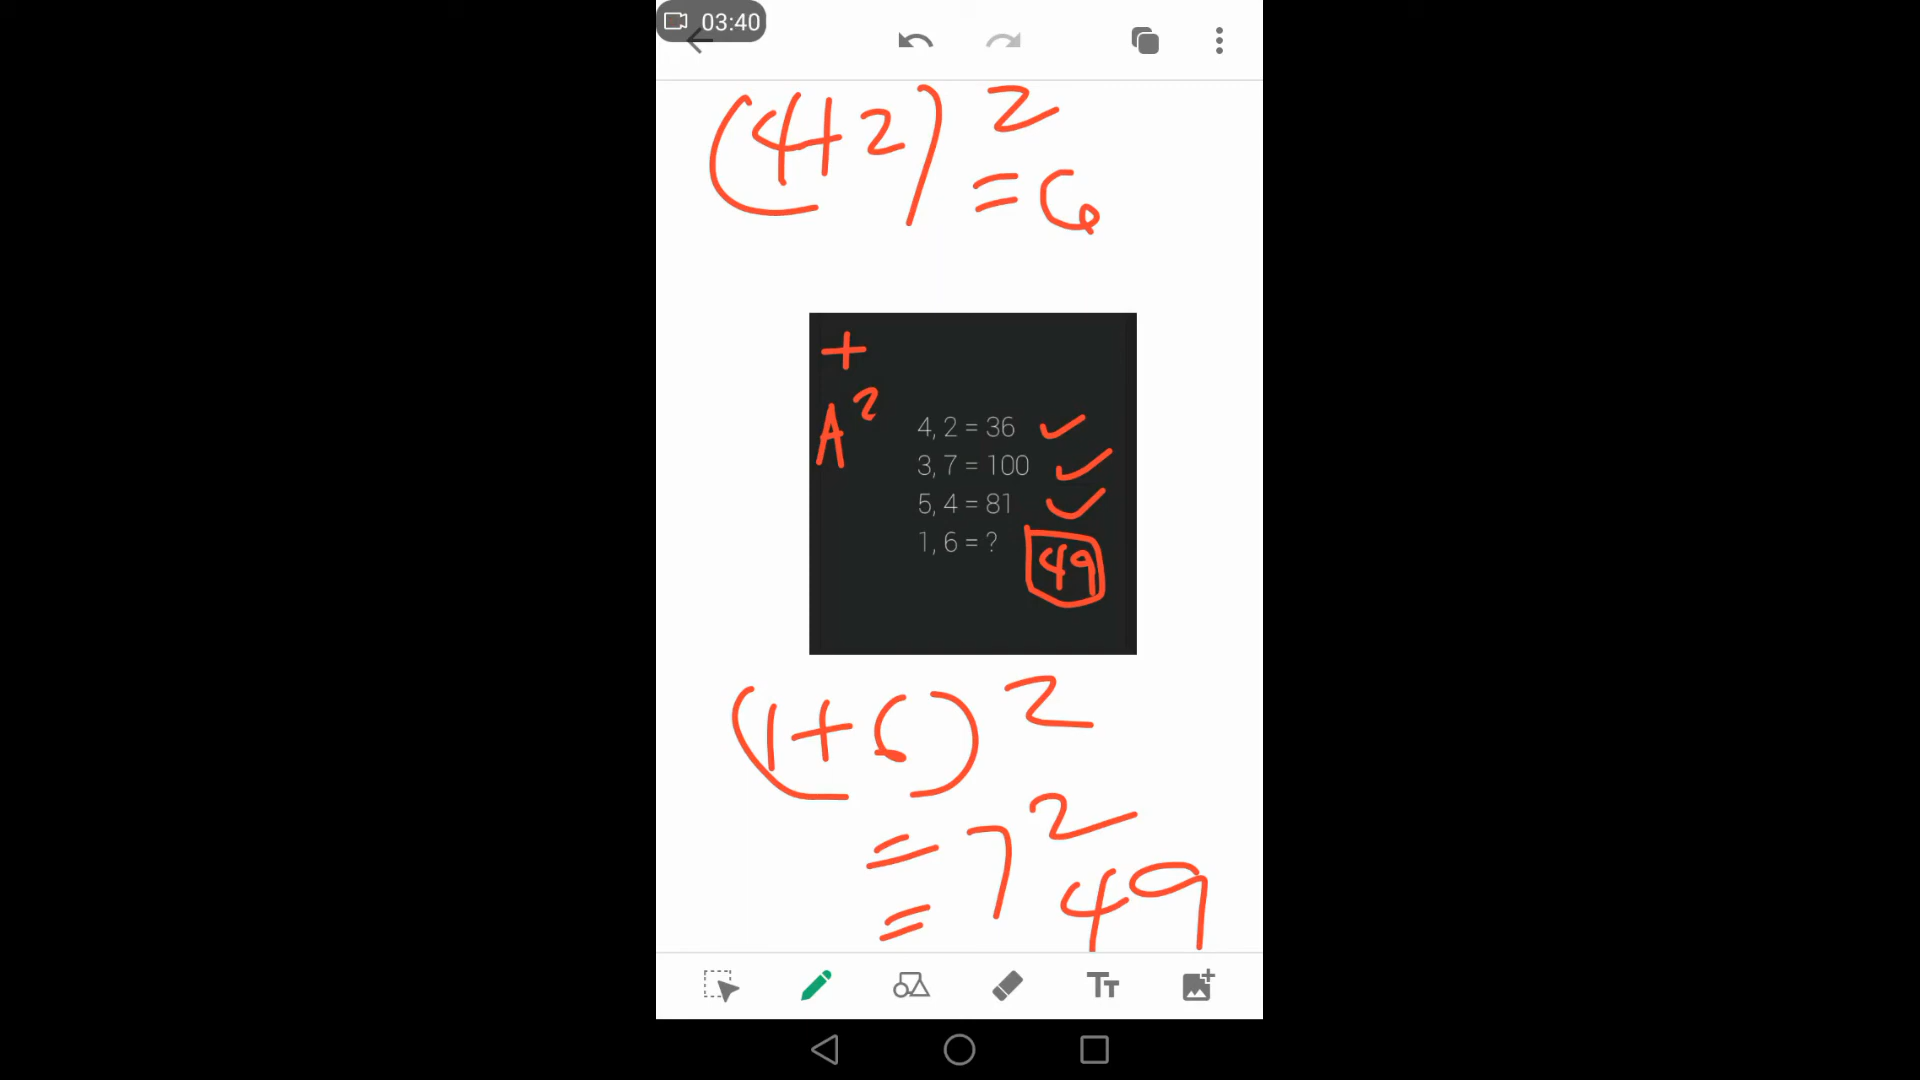 03:40
(4+2)²
=6
+
A²
4, 2 = 36
3, 7 = 100
5, 4 = 81
1, 6 = ?
49
(1+6)²
= 7²
= 49
Tт